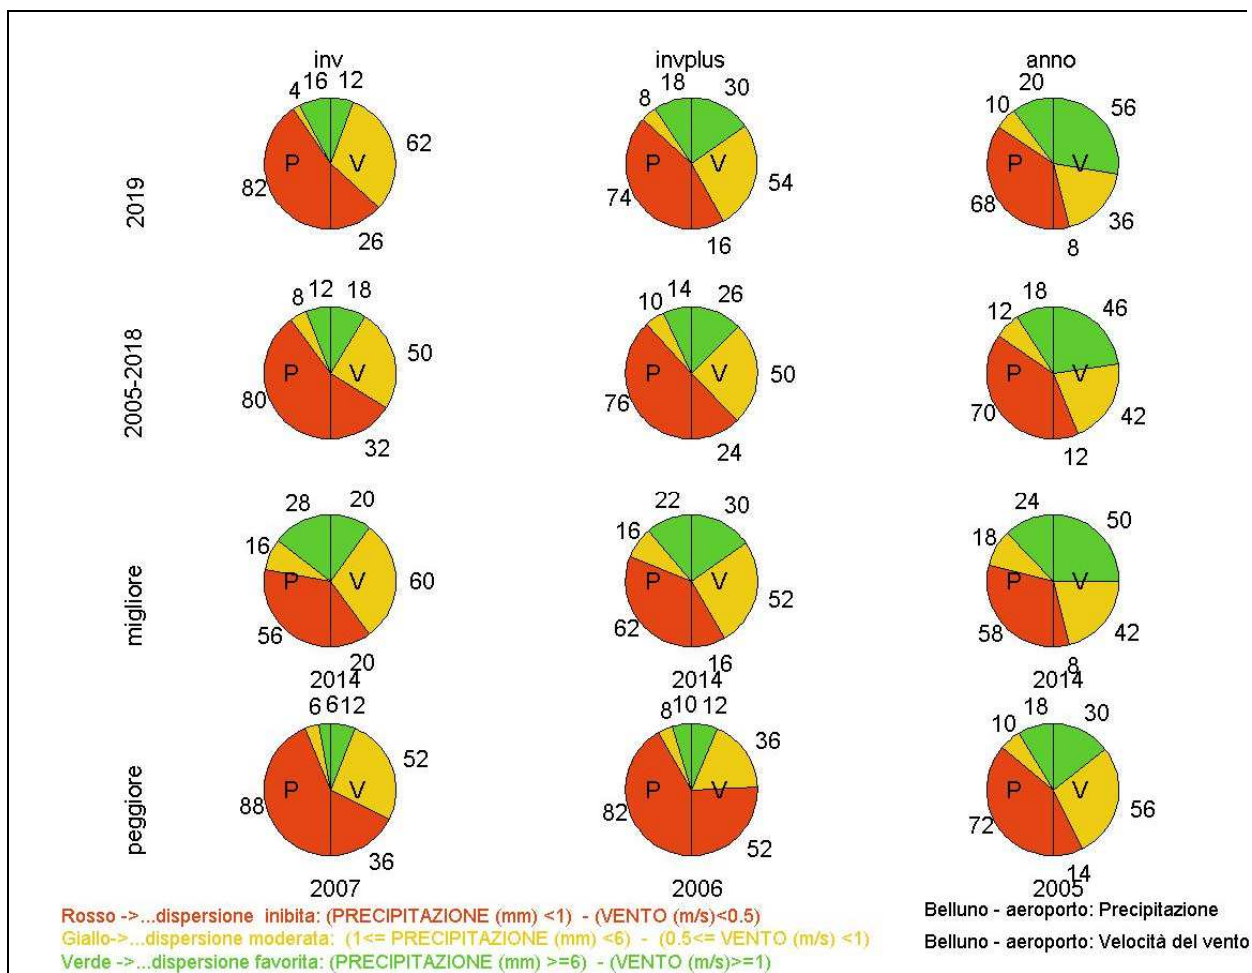 inv invplus anno
4 16 12 8 18 30 10 20 56
2019 82 P V 62 74 P V 54 68 P V 36
26 16 8
8 12 18 10 14 26 12 18 46
2005-2018 80 P V 50 76 P V 50 70 P V 42
32 24 12
16 28 20 16 22 30 18 24 50
migliore 56 P V 60 62 P V 52 58 P V 42
20 16 8
2014 2014 2014
6 6 12 8 10 12 10 18 30
peggiore 88 P V 52 82 P V 36 72 P V 56
36 52 14
2007 2006 2005
Rosso ->...dispersione inibita: (PRECIPITAZIONE (mm) <1) - (VENTO (m/s)<0.5)
Giallo->...dispersione moderata: (1<= PRECIPITAZIONE (mm) <6) - (0.5<= VENTO (m/s) <1)
Verde ->...dispersione favorita: (PRECIPITAZIONE (mm) >=6) - (VENTO (m/s)>=1)
Belluno - aeroporto: Precipitazione
Belluno - aeroporto: Velocità del vento